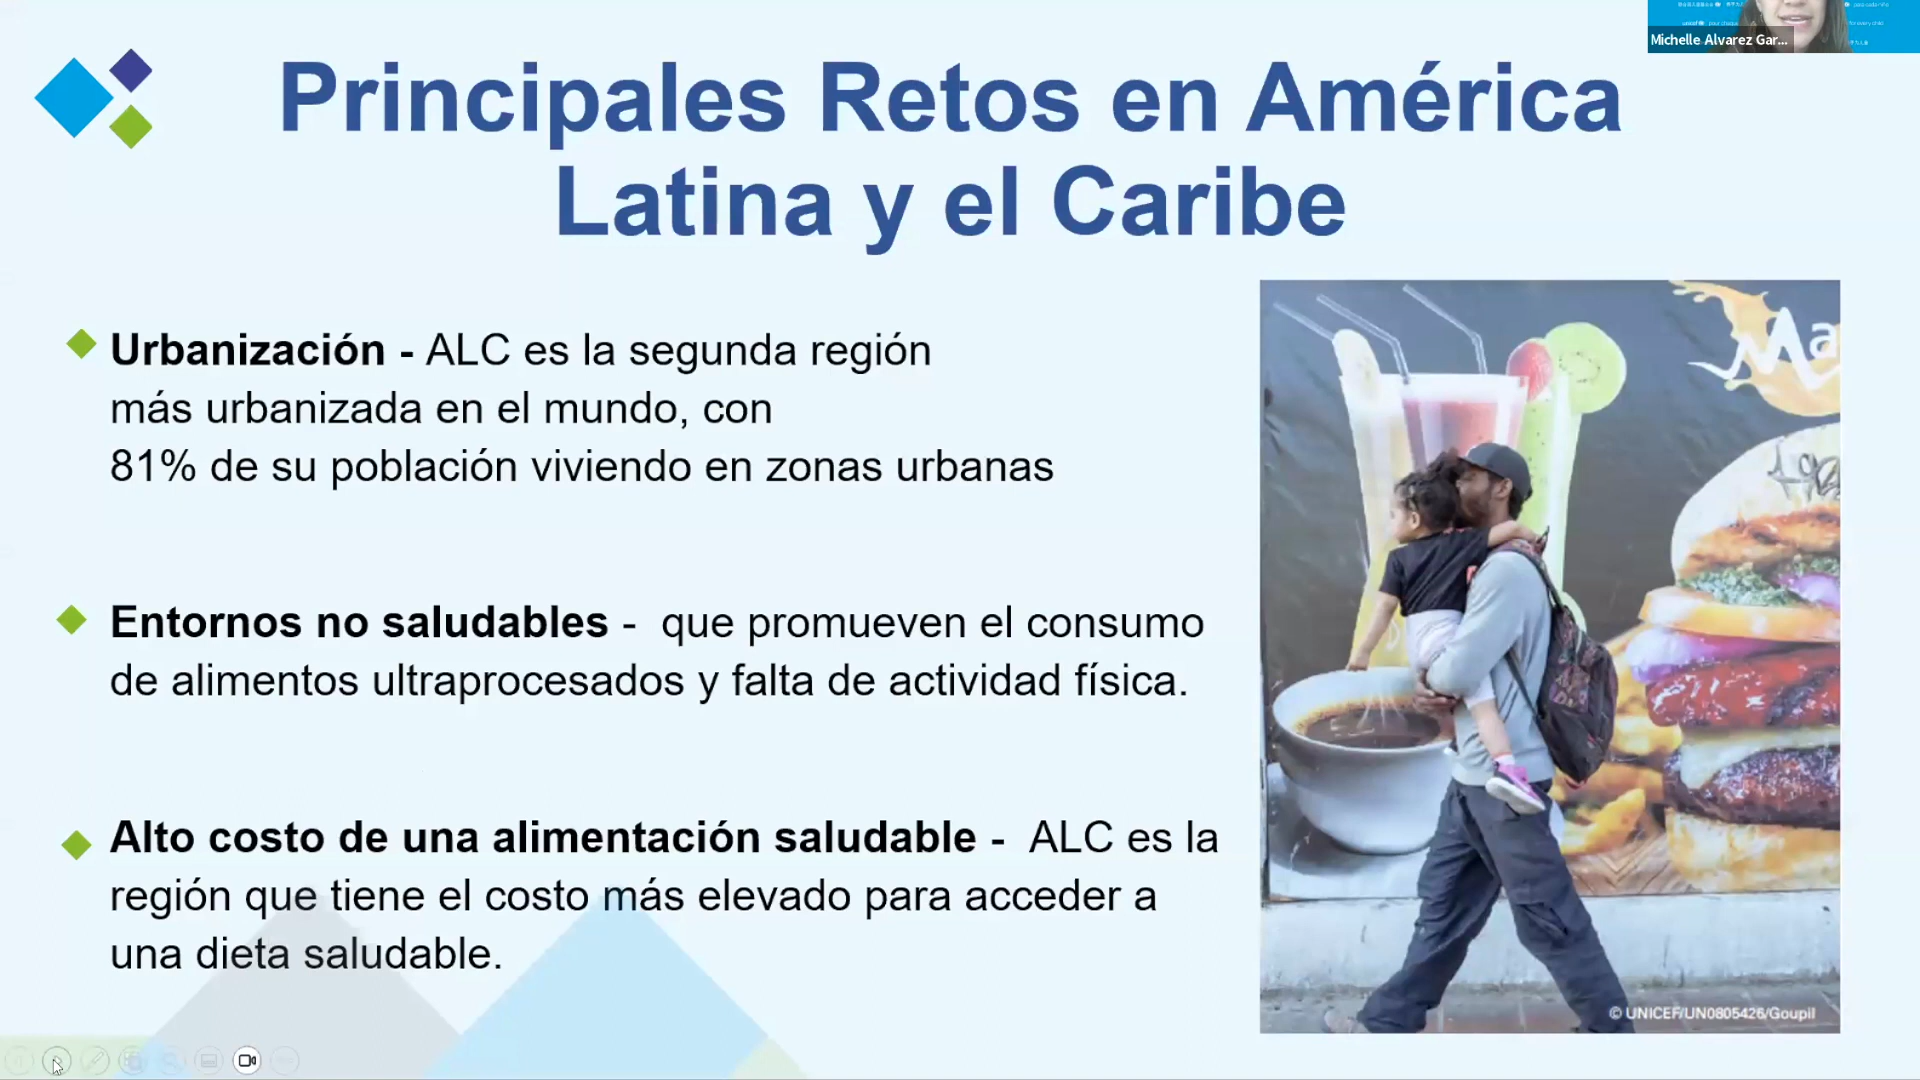 Michelle Alvarez Gar...
Principales Retos en América
Latina y el Caribe
Urbanización - ALC es la segunda región
más urbanizada en el mundo, con
81% de su población viviendo en zonas urbanas
Entornos no saludables - que promueven el consumo
de alimentos ultraprocesados y falta de actividad física.
Alto costo de una alimentación saludable - ALC es la
región que tiene el costo más elevado para acceder a
una dieta saludable.
Ma
© UNICEF/UN0805426/Goupil